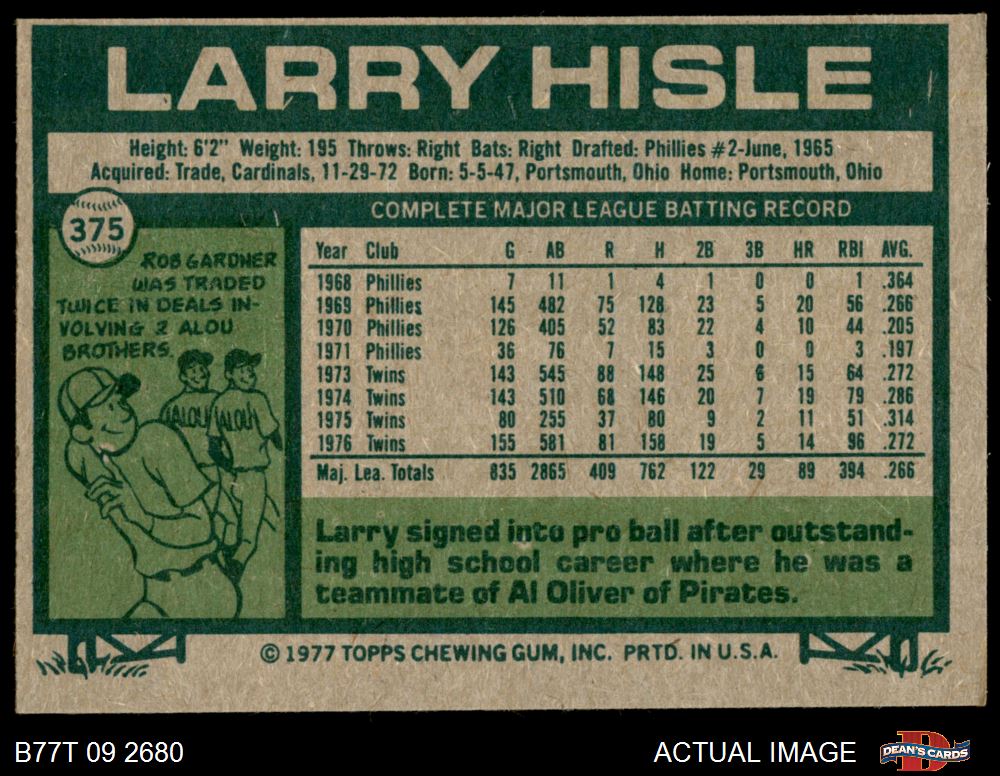 LARRY HISLE
Height: 6'2" Weight: 195 Throws: Right Bats: Right Drafted: Phillies #2-June, 1965
Acquired: Trade, Cardinals, 11-29-72 Born: 5-5-47, Portsmouth, Ohio Home: Portsmouth, Ohio
375
COMPLETE MAJOR LEAGUE BATTING RECORD
ROB GARDNER
WAS TRADED
TWICE IN DEALS IN-
VOLVING 2 ALOU
BROTHERS.
ALOU ALOU
Year Club G AB R H 2B 3B HR RBI AVG.
1968 Phillies 7 11 1 4 1 0 0 1 .364
1969 Phillies 145 482 75 128 23 5 20 56 .266
1970 Phillies 126 405 52 83 22 4 10 44 .205
1971 Phillies 36 76 7 15 3 0 0 3 .197
1973 Twins 143 545 88 148 25 6 15 64 .272
1974 Twins 143 510 68 146 20 7 19 79 .286
1975 Twins 80 255 37 80 9 2 11 51 .314
1976 Twins 155 581 81 158 19 5 14 96 .272
Maj. Lea. Totals 835 2865 409 762 122 29 89 394 .266
Larry signed into pro ball after outstand-
ing high school career where he was a
teammate of Al Oliver of Pirates.
© 1977 TOPPS CHEWING GUM, INC. PRTD. IN U.S.A.
B77T 09 2680
ACTUAL IMAGE
D
DEAN'S CARDS